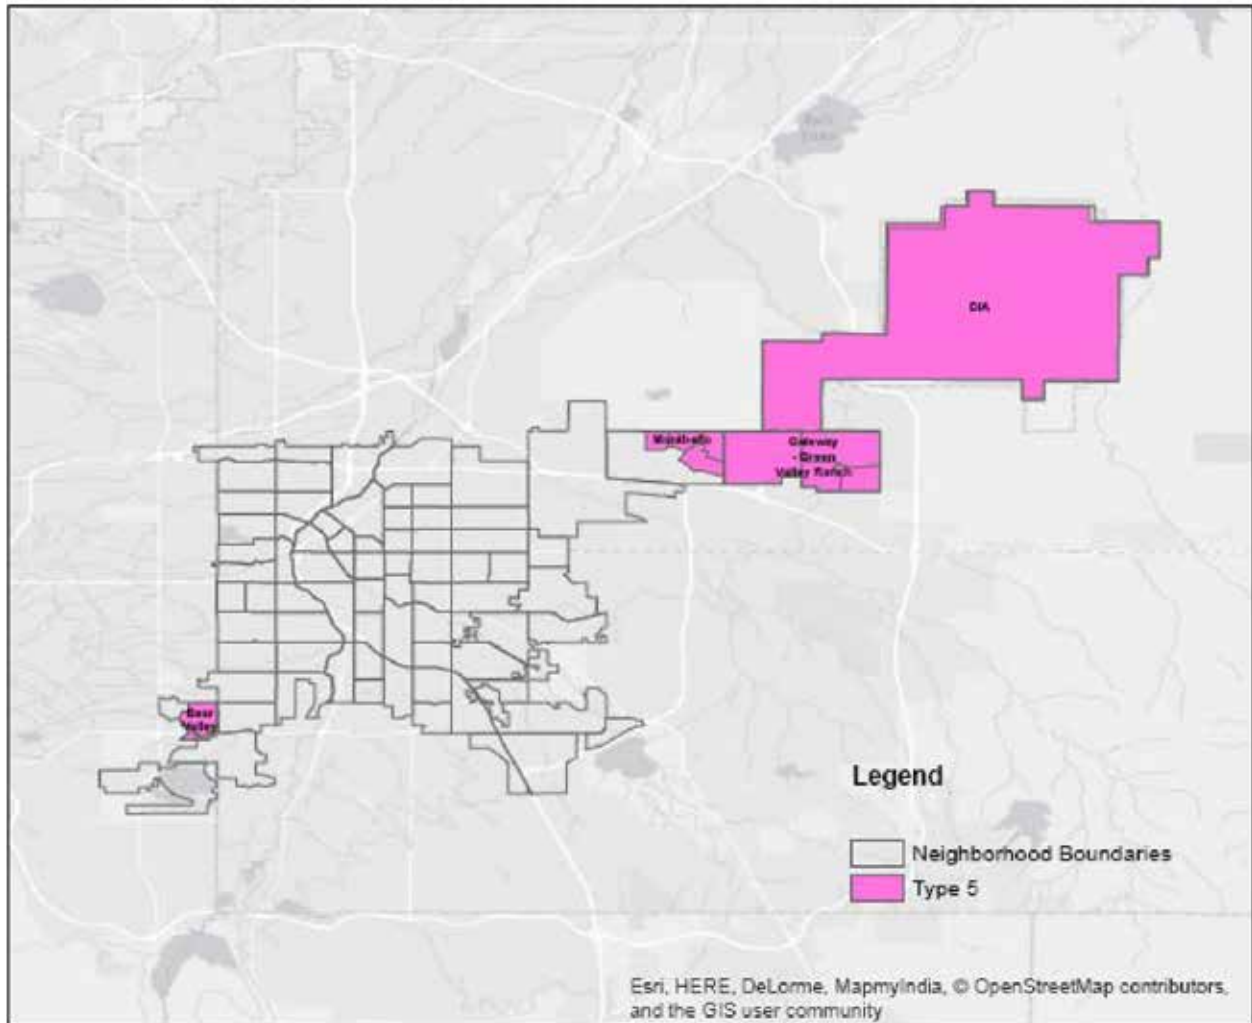 DIA
Montbello
Gateway
- Green
Valley Ranch
Bear
Valley
Legend
Neighborhood Boundaries
Type 5
Esri, HERE, DeLorme, MapmyIndia, © OpenStreetMap contributors,
and the GIS user community